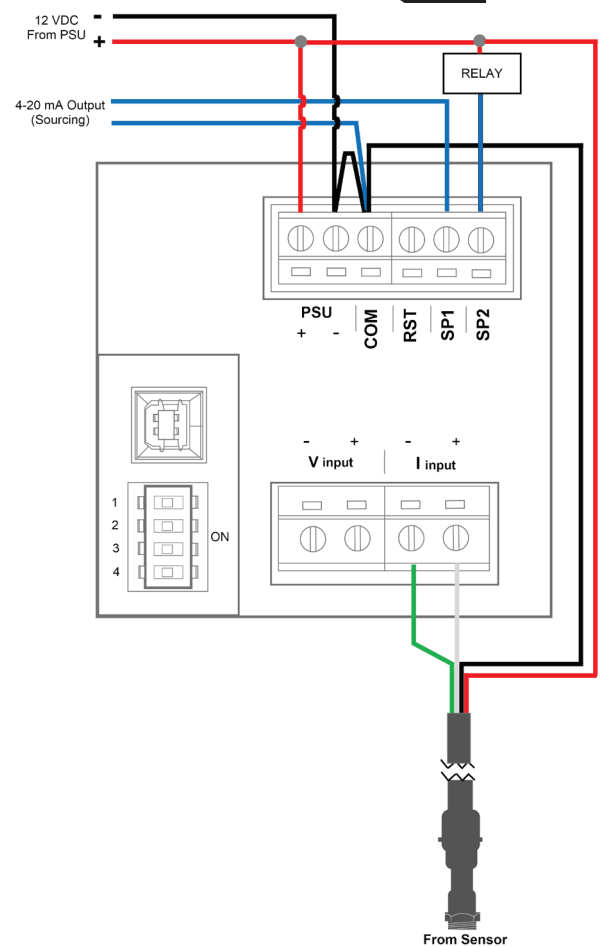 12 VDC -
From PSU +
RELAY
4-20 mA Output
(Sourcing)
PSU
+ -
COM
RST
SP1
SP2
- + - +
V input I input
1
2
3
4
ON
From Sensor